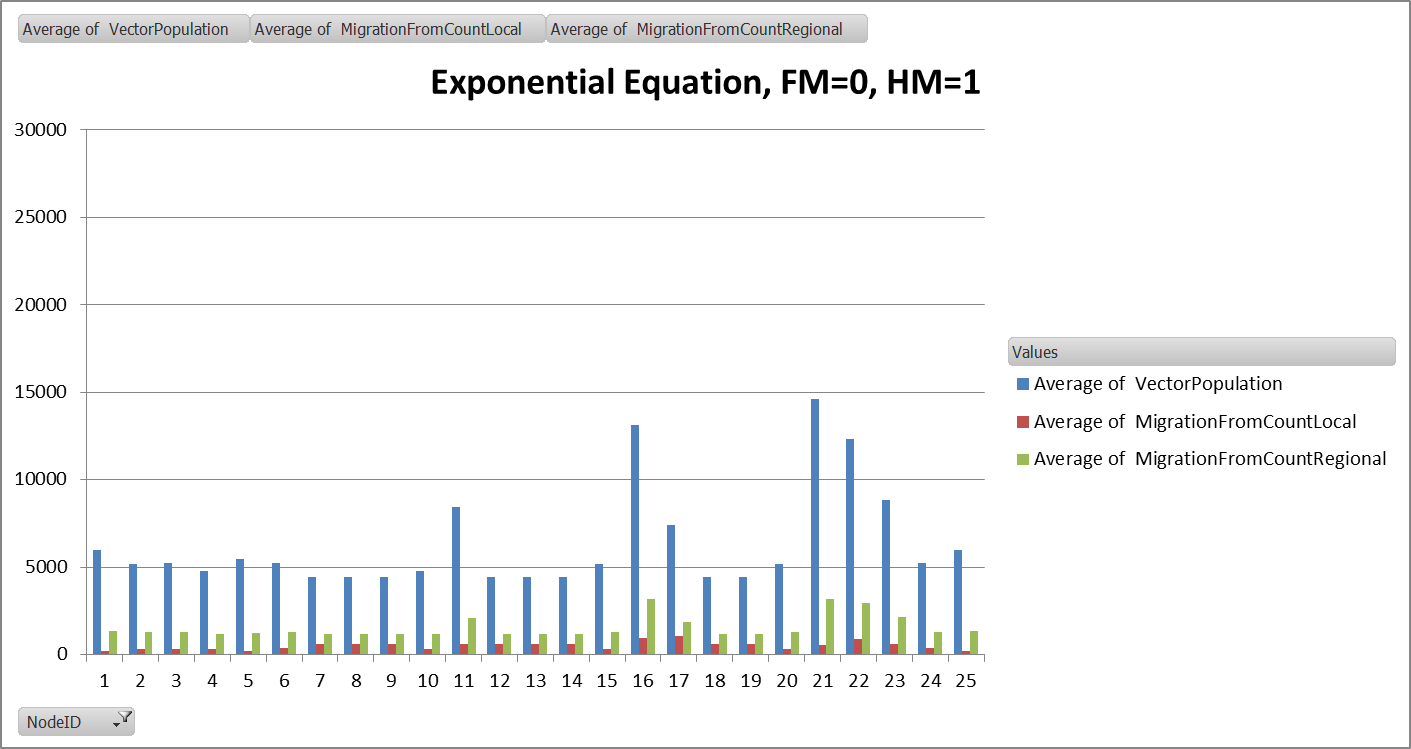 Average of  VectorPopulation
Average of  MigrationFromCountLocal
Average of  MigrationFromCountRegional
Exponential Equation, FM=0, HM=1
30000
25000
20000
15000
10000
5000
0
1 2 3 4 5 6 7 8 9 10 11 12 13 14 15 16 17 18 19 20 21 22 23 24 25
Values
Average of  VectorPopulation
Average of  MigrationFromCountLocal
Average of  MigrationFromCountRegional
NodeID